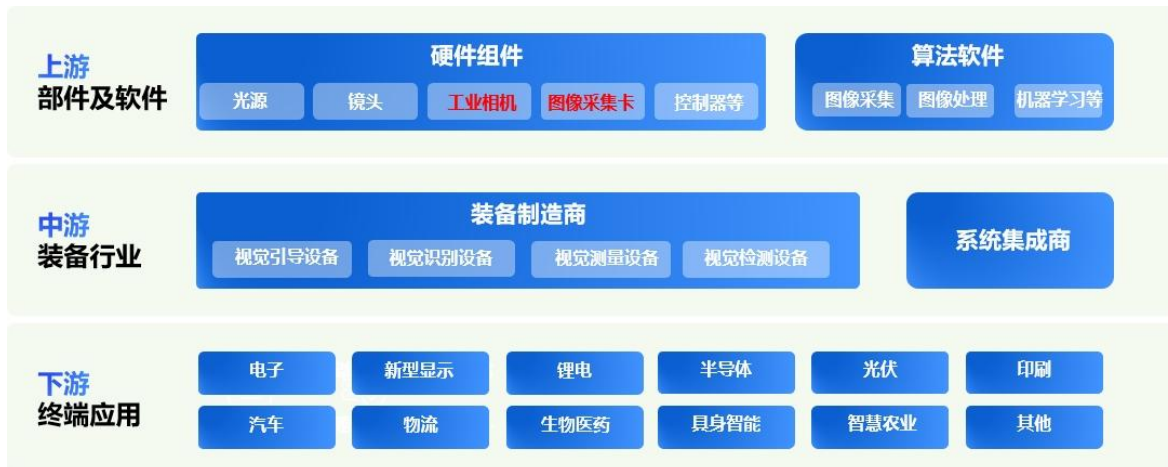 上游
部件及软件
硬件组件
光源 镜头 工业相机 图像采集卡 控制器等
算法软件
图像采集 图像处理 机器学习等
中游
装备行业
装备制造商
视觉引导设备 视觉识别设备 视觉测量设备 视觉检测设备
系统集成商
下游
终端应用
电子 新型显示 锂电 半导体 光伏 印刷
汽车 物流 生物医药 具身智能 智慧农业 其他